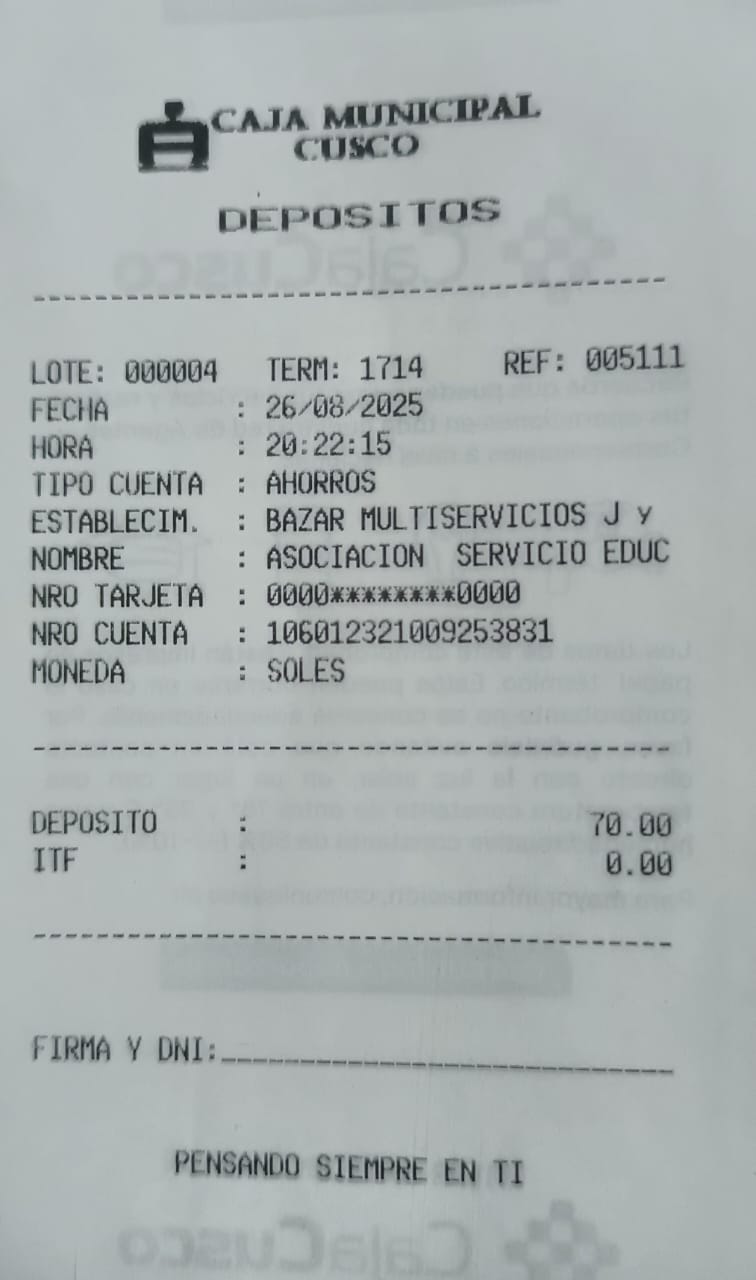 CAJA MUNICIPAL
CUSCO
DEPOSITOS
LOTE: 000004 TERM: 1714 REF: 005111
FECHA : 26/08/2025
HORA : 20:22:15
TIPO CUENTA : AHORROS
ESTABLECIM. : BAZAR MULTISERVICIOS J y
NOMBRE : ASOCIACION SERVICIO EDUC
NRO TARJETA : 0000********0000
NRO CUENTA : 106012321009253831
MONEDA : SOLES
DEPOSITO : 70.00
ITF : 0.00
FIRMA Y DNI:
PENSANDO SIEMPRE EN TI
CajaCusco